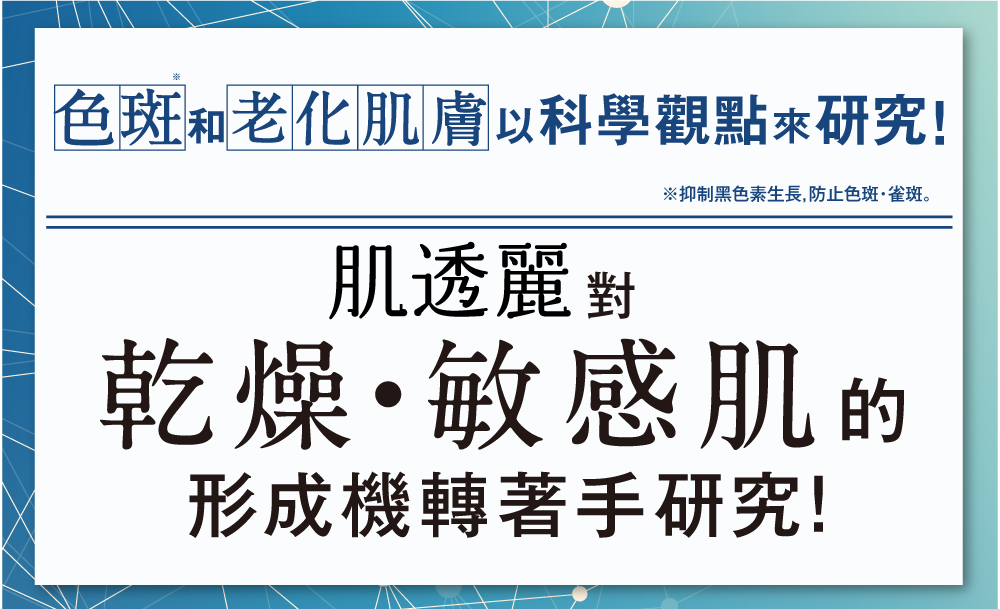 色斑※和老化肌膚以科學觀點來研究!
※抑制黑色素生長,防止色斑・雀斑。
肌透麗對
乾燥・敏感肌的
形成機轉著手研究!